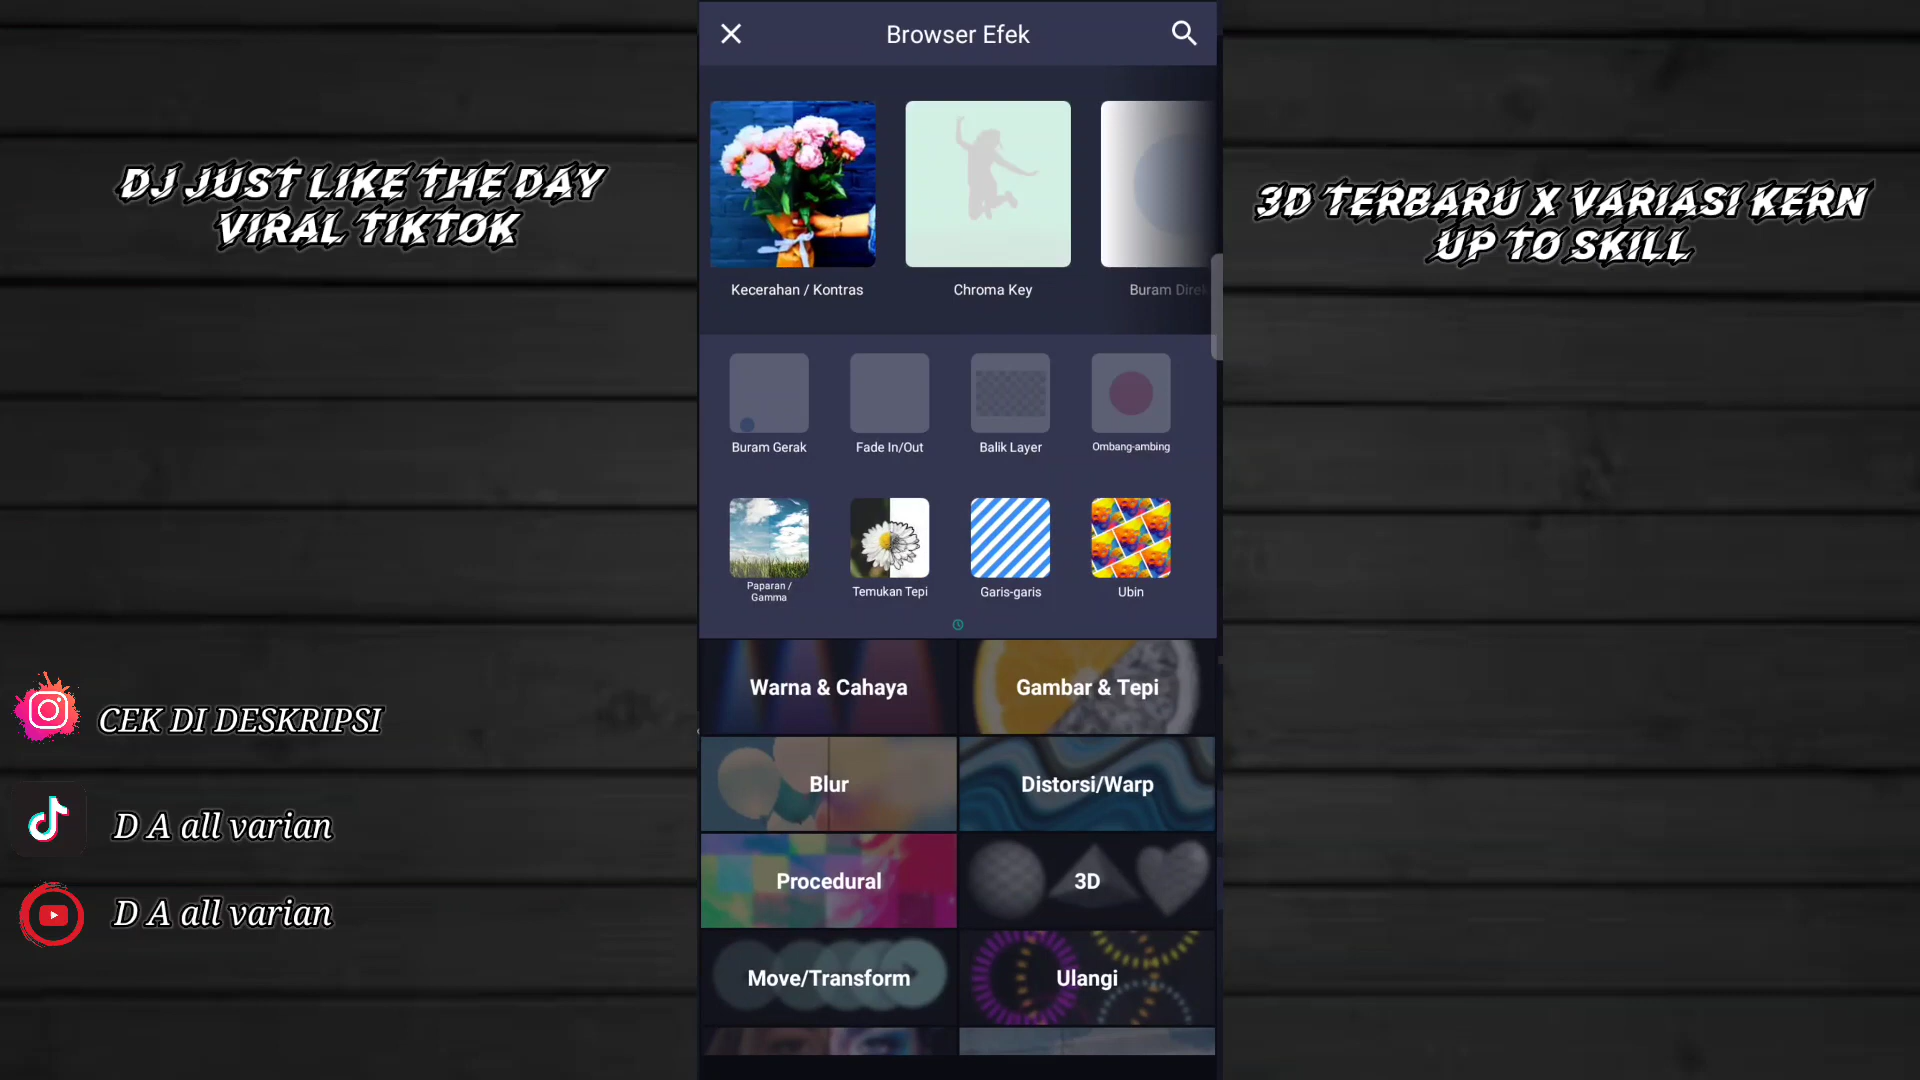 Browser Efek
Kecerahan / Kontras
Chroma Key
Buram Direk
Buram Gerak
Fade In/Out
Balik Layer
Ombang-ambing
Paparan /
Gamma
Temukan Tepi
Garis-garis
Ubin
Warna & Cahaya
Gambar & Tepi
Blur
Distorsi/Warp
Procedural
3D
Move/Transform
Ulangi
DJ JUST LIKE THE DAY
VIRAL TIKTOK
3D TERBARU X VARIASI KERN
UP TO SKILL
CEK DI DESKRIPSI
D A all varian
D A all varian